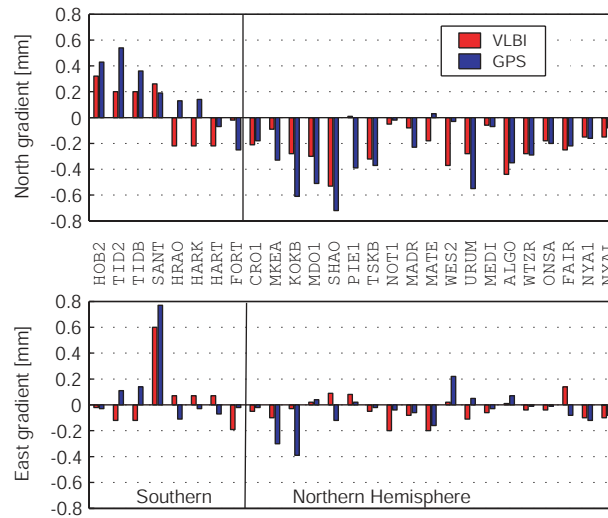 0.8
0.6
0.4
0.2
0
-0.2
-0.4
-0.6
-0.8
North gradient [mm]
VLBI
GPS
HOB2
TID2
TIDB
SANT
HRAO
HARK
HART
FORT
CRO1
MKEA
KOKB
MDO1
SHAO
PIE1
TSKB
NOT1
MADR
MATE
WES2
URUM
MEDI
ALGO
WTZR
ONSA
FAIR
NYA1
NYAL
0.8
0.6
0.4
0.2
0
-0.2
-0.4
-0.6
-0.8
East gradient [mm]
Southern
Northern Hemisphere